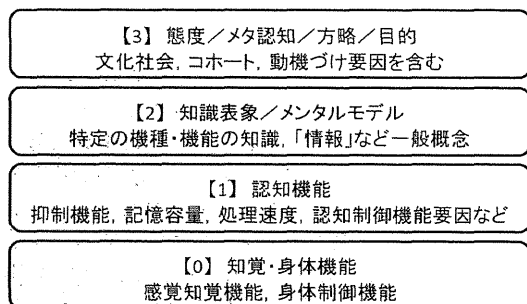 【3】 態度／メタ認知／方略／目的
文化社会, コホート, 動機づけ要因を含む
【2】 知識表象／メンタルモデル
特定の機種・機能の知識, 「情報」など一般概念
【1】 認知機能
抑制機能, 記憶容量, 処理速度, 認知制御機能要因など
【0】 知覚・身体機能
感覚知覚機能, 身体制御機能